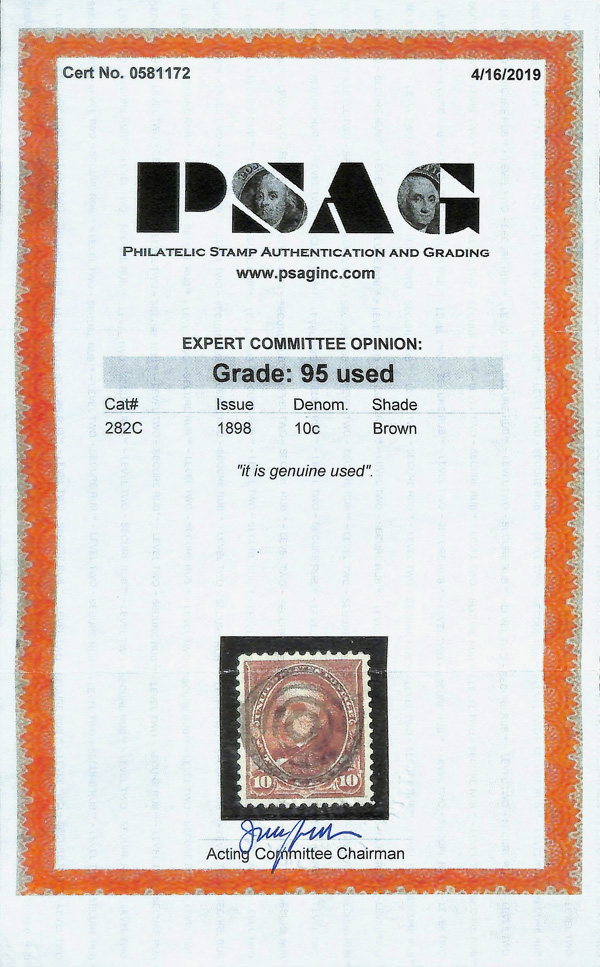 Cert No. 0581172 4/16/2019
PSAG
PHILATELIC STAMP AUTHENTICATION AND GRADING
www.psaginc.com
EXPERT COMMITTEE OPINION:
Grade: 95 used
Cat# Issue Denom. Shade
282C 1898 10c Brown
"it is genuine used".
10 10
Acting Committee Chairman